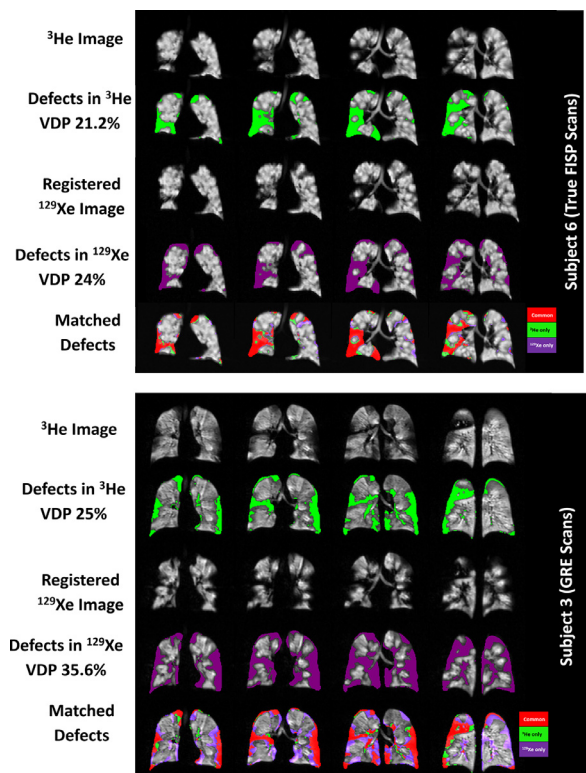 ³He Image
Defects in ³He
VDP 21.2%
Registered
¹²⁹Xe Image
Defects in ¹²⁹Xe
VDP 24%
Matched
Defects
Common
³He only
¹²⁹Xe only
Subject 6 (True FISP Scans)
³He Image
Defects in ³He
VDP 25%
Registered
¹²⁹Xe Image
Defects in ¹²⁹Xe
VDP 35.6%
Matched
Defects
Common
³He only
¹²⁹Xe only
Subject 3 (GRE Scans)